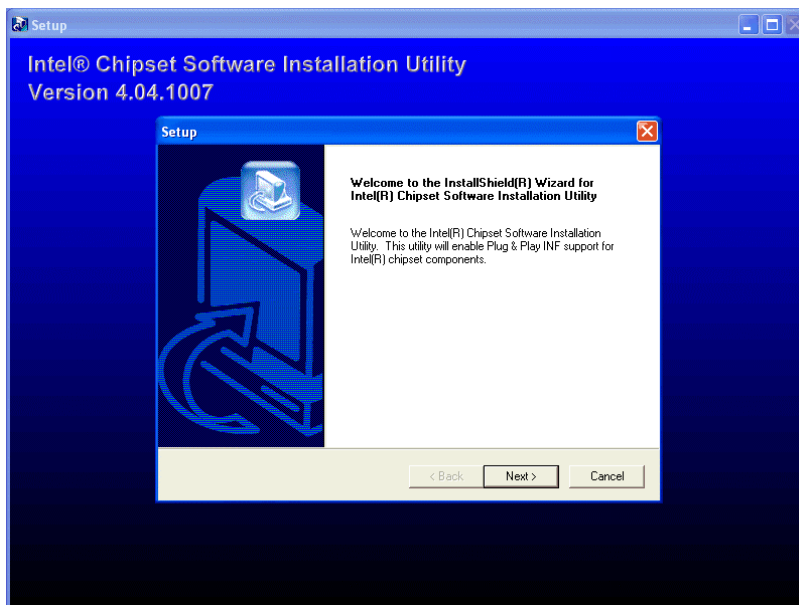 Setup
Intel® Chipset Software Installation Utility
Version 4.04.1007
Setup
Welcome to the InstallShield(R) Wizard for
Intel(R) Chipset Software Installation Utility
Welcome to the Intel(R) Chipset Software Installation
Utility. This utility will enable Plug & Play INF support for
Intel(R) chipset components.
< Back Next > Cancel